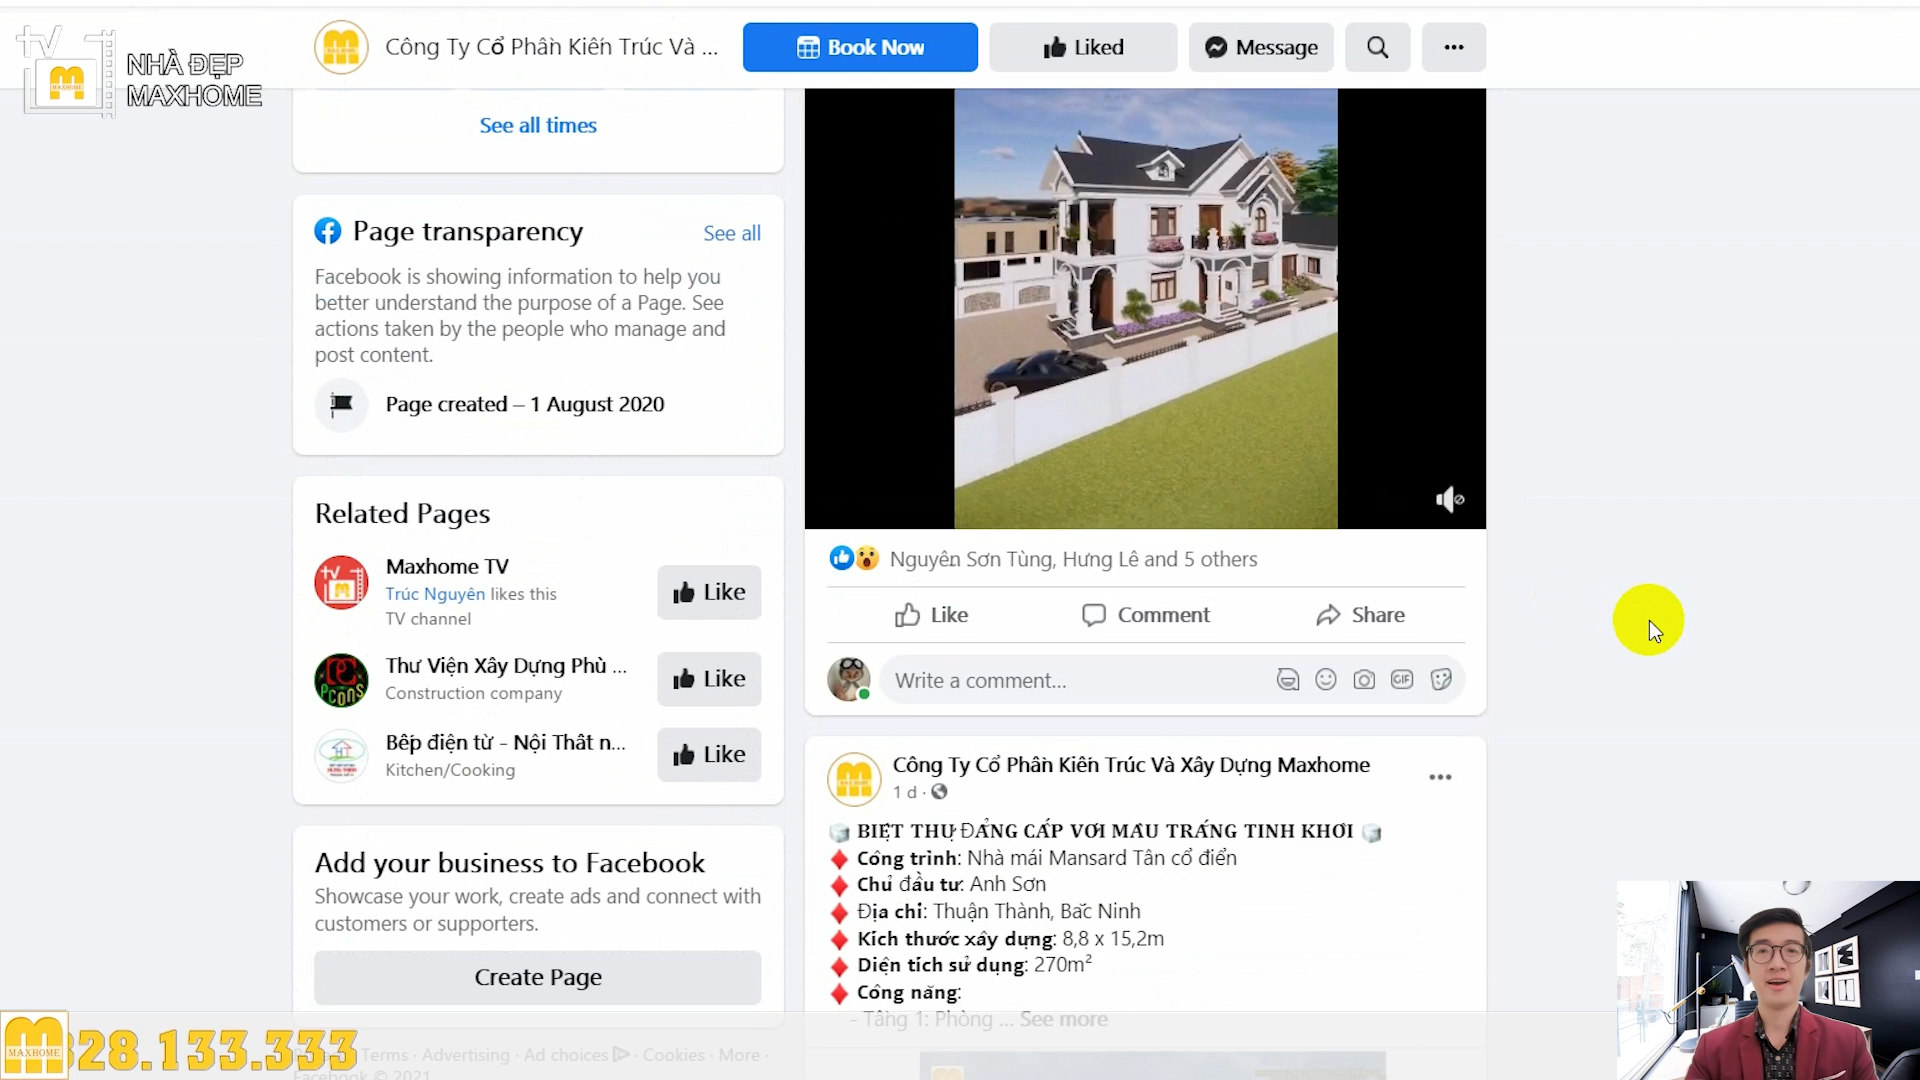 tv
NHÀ ĐẸP
MAXHOME
Công Ty Cổ Phần Kiến Trúc Và ...
Book Now
Liked
Message
See all times
Page transparency
See all
Facebook is showing information to help you
better understand the purpose of a Page. See
actions taken by the people who manage and
post content.
Page created – 1 August 2020
Related Pages
Maxhome TV
Trúc Nguyễn likes this
TV channel
Like
Thư Viện Xây Dựng Phù ...
Construction company
Like
Bếp điện từ - Nội Thất n...
Kitchen/Cooking
Like
Add your business to Facebook
Showcase your work, create ads and connect with
customers or supporters.
Create Page
Terms · Advertising · Ad choices · Cookies · More ·
Facebook © 2021
MAXHOME
28.133.333
Nguyễn Sơn Tùng, Hưng Lê and 5 others
Like
Comment
Share
Write a comment...
GIF
Công Ty Cổ Phần Kiến Trúc Và Xây Dựng Maxhome
1 d
BIỆT THỰ ĐẲNG CẤP VỚI MÀU TRẮNG TINH KHÔI
Công trình: Nhà mái Mansard Tân cổ điển
Chủ đầu tư: Anh Sơn
Địa chỉ: Thuận Thành, Bắc Ninh
Kích thước xây dựng: 8,8 x 15,2m
Diện tích sử dụng: 270m²
Công năng:
- Tầng 1: Phòng ... See more